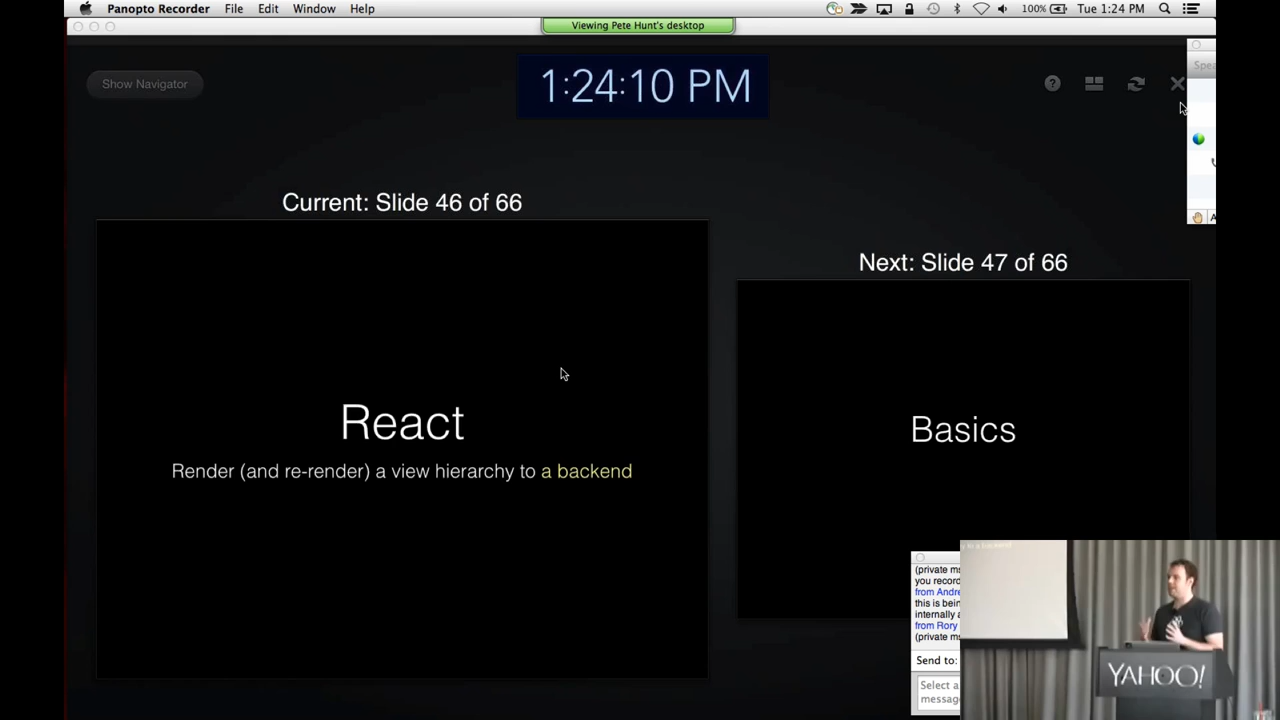 Panopto Recorder File Edit Window Help 100% Tue 1:24 PM
Viewing Pete Hunt's desktop
Show Navigator
1:24:10 PM
Current: Slide 46 of 66
React
Render (and re-render) a view hierarchy to a backend
Next: Slide 47 of 66
Basics
(private
you record
from Andre
this is bein
internally
from Rory
(private
Send to:
Select a
messag
YAHOO!